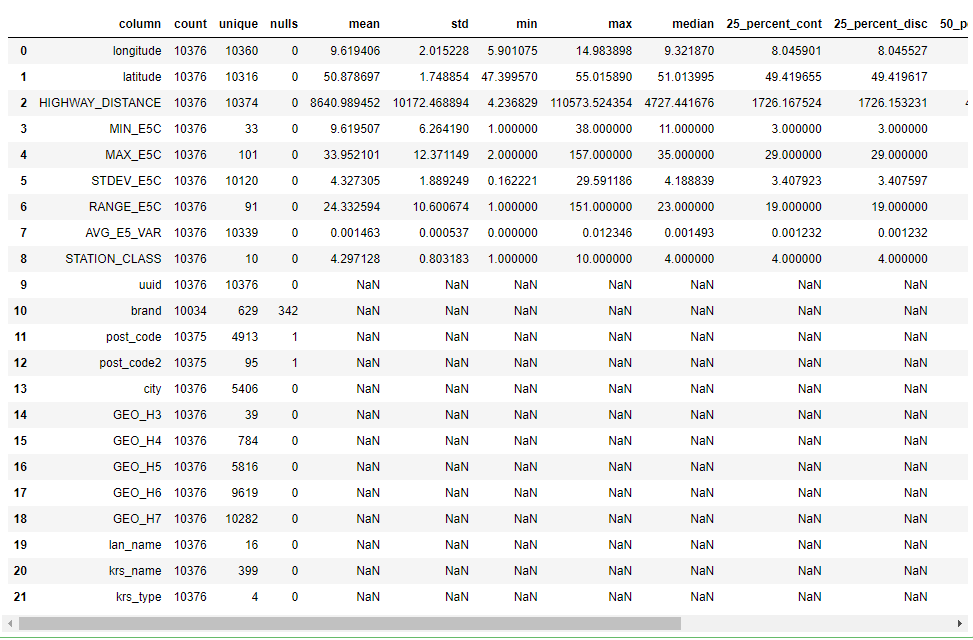 column count unique nulls mean std min max median 25_percent_cont 25_percent_disc
0 longitude 10376 10360 0 9.619406 2.015228 5.901075 14.983898 9.321870 8.045901 8.045527
1 latitude 10376 10316 0 50.878697 1.748854 47.399570 55.015890 51.013995 49.419655 49.419617
2 HIGHWAY_DISTANCE 10376 10374 0 8640.989452 10172.468894 4.236829 110573.524354 4727.441676 1726.167524 1726.153231
3 MIN_E5C 10376 33 0 9.619507 6.264190 1.000000 38.000000 11.000000 3.000000 3.000000
4 MAX_E5C 10376 101 0 33.952101 12.371149 2.000000 157.000000 35.000000 29.000000 29.000000
5 STDEV_E5C 10376 10120 0 4.327305 1.889249 0.162221 29.591186 4.188839 3.407923 3.407597
6 RANGE_E5C 10376 91 0 24.332594 10.600674 1.000000 151.000000 23.000000 19.000000 19.000000
7 AVG_E5_VAR 10376 10339 0 0.001463 0.000537 0.000000 0.012346 0.001493 0.001232 0.001232
8 STATION_CLASS 10376 10 0 4.297128 0.803183 1.000000 10.000000 4.000000 4.000000 4.000000
9 uuid 10376 10376 0 NaN NaN NaN NaN NaN NaN NaN
10 brand 10034 629 342 NaN NaN NaN NaN NaN NaN NaN
11 post_code 10375 4913 1 NaN NaN NaN NaN NaN NaN NaN
12 post_code2 10375 95 1 NaN NaN NaN NaN NaN NaN NaN
13 city 10376 5406 0 NaN NaN NaN NaN NaN NaN NaN
14 GEO_H3 10376 39 0 NaN NaN NaN NaN NaN NaN NaN
15 GEO_H4 10376 784 0 NaN NaN NaN NaN NaN NaN NaN
16 GEO_H5 10376 5816 0 NaN NaN NaN NaN NaN NaN NaN
17 GEO_H6 10376 9619 0 NaN NaN NaN NaN NaN NaN NaN
18 GEO_H7 10376 10282 0 NaN NaN NaN NaN NaN NaN NaN
19 lan_name 10376 16 0 NaN NaN NaN NaN NaN NaN NaN
20 krs_name 10376 399 0 NaN NaN NaN NaN NaN NaN NaN
21 krs_type 10376 4 0 NaN NaN NaN NaN NaN NaN NaN